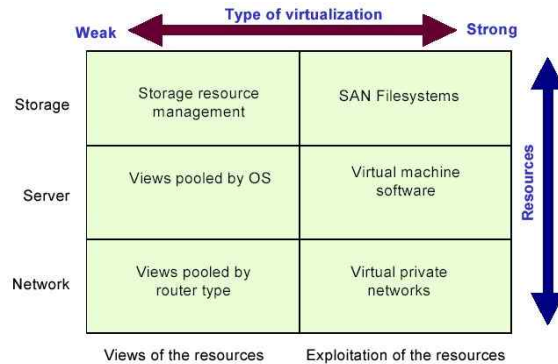 Type of virtualization
Weak
Strong
Storage
Storage resource
management
SAN Filesystems
Server
Views pooled by OS
Virtual machine
software
Network
Views pooled by
router type
Virtual private
networks
Resources
Views of the resources
Exploitation of the resources